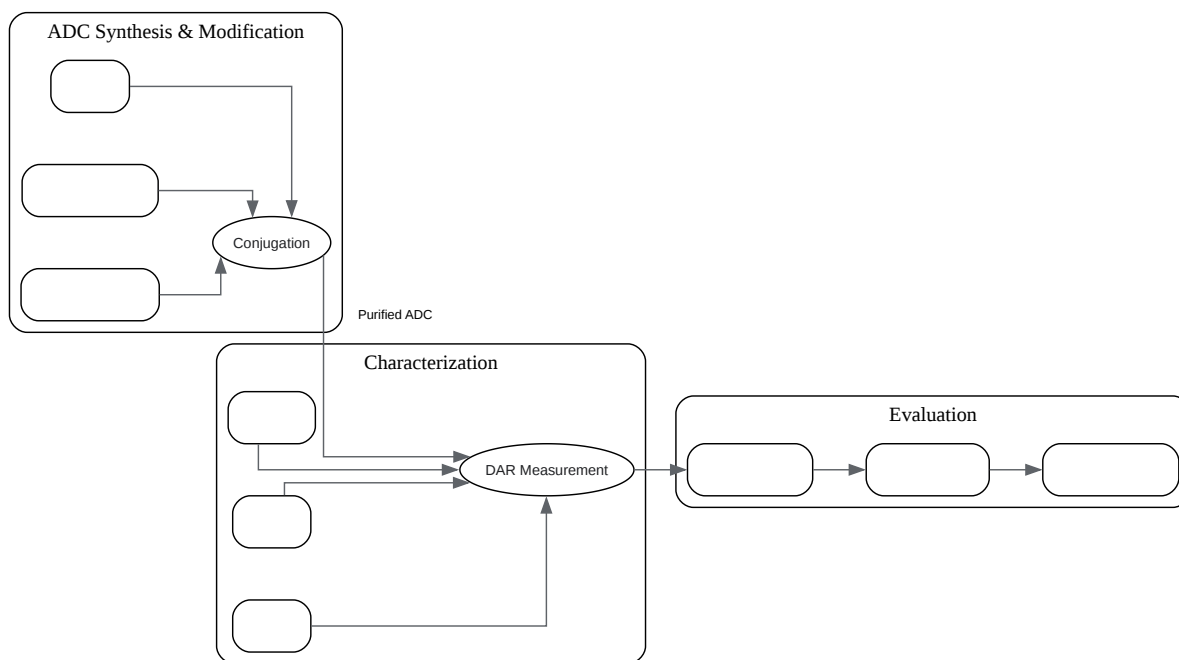 ADC Synthesis & Modification
Conjugation
Purified ADC
Characterization
DAR Measurement
Evaluation